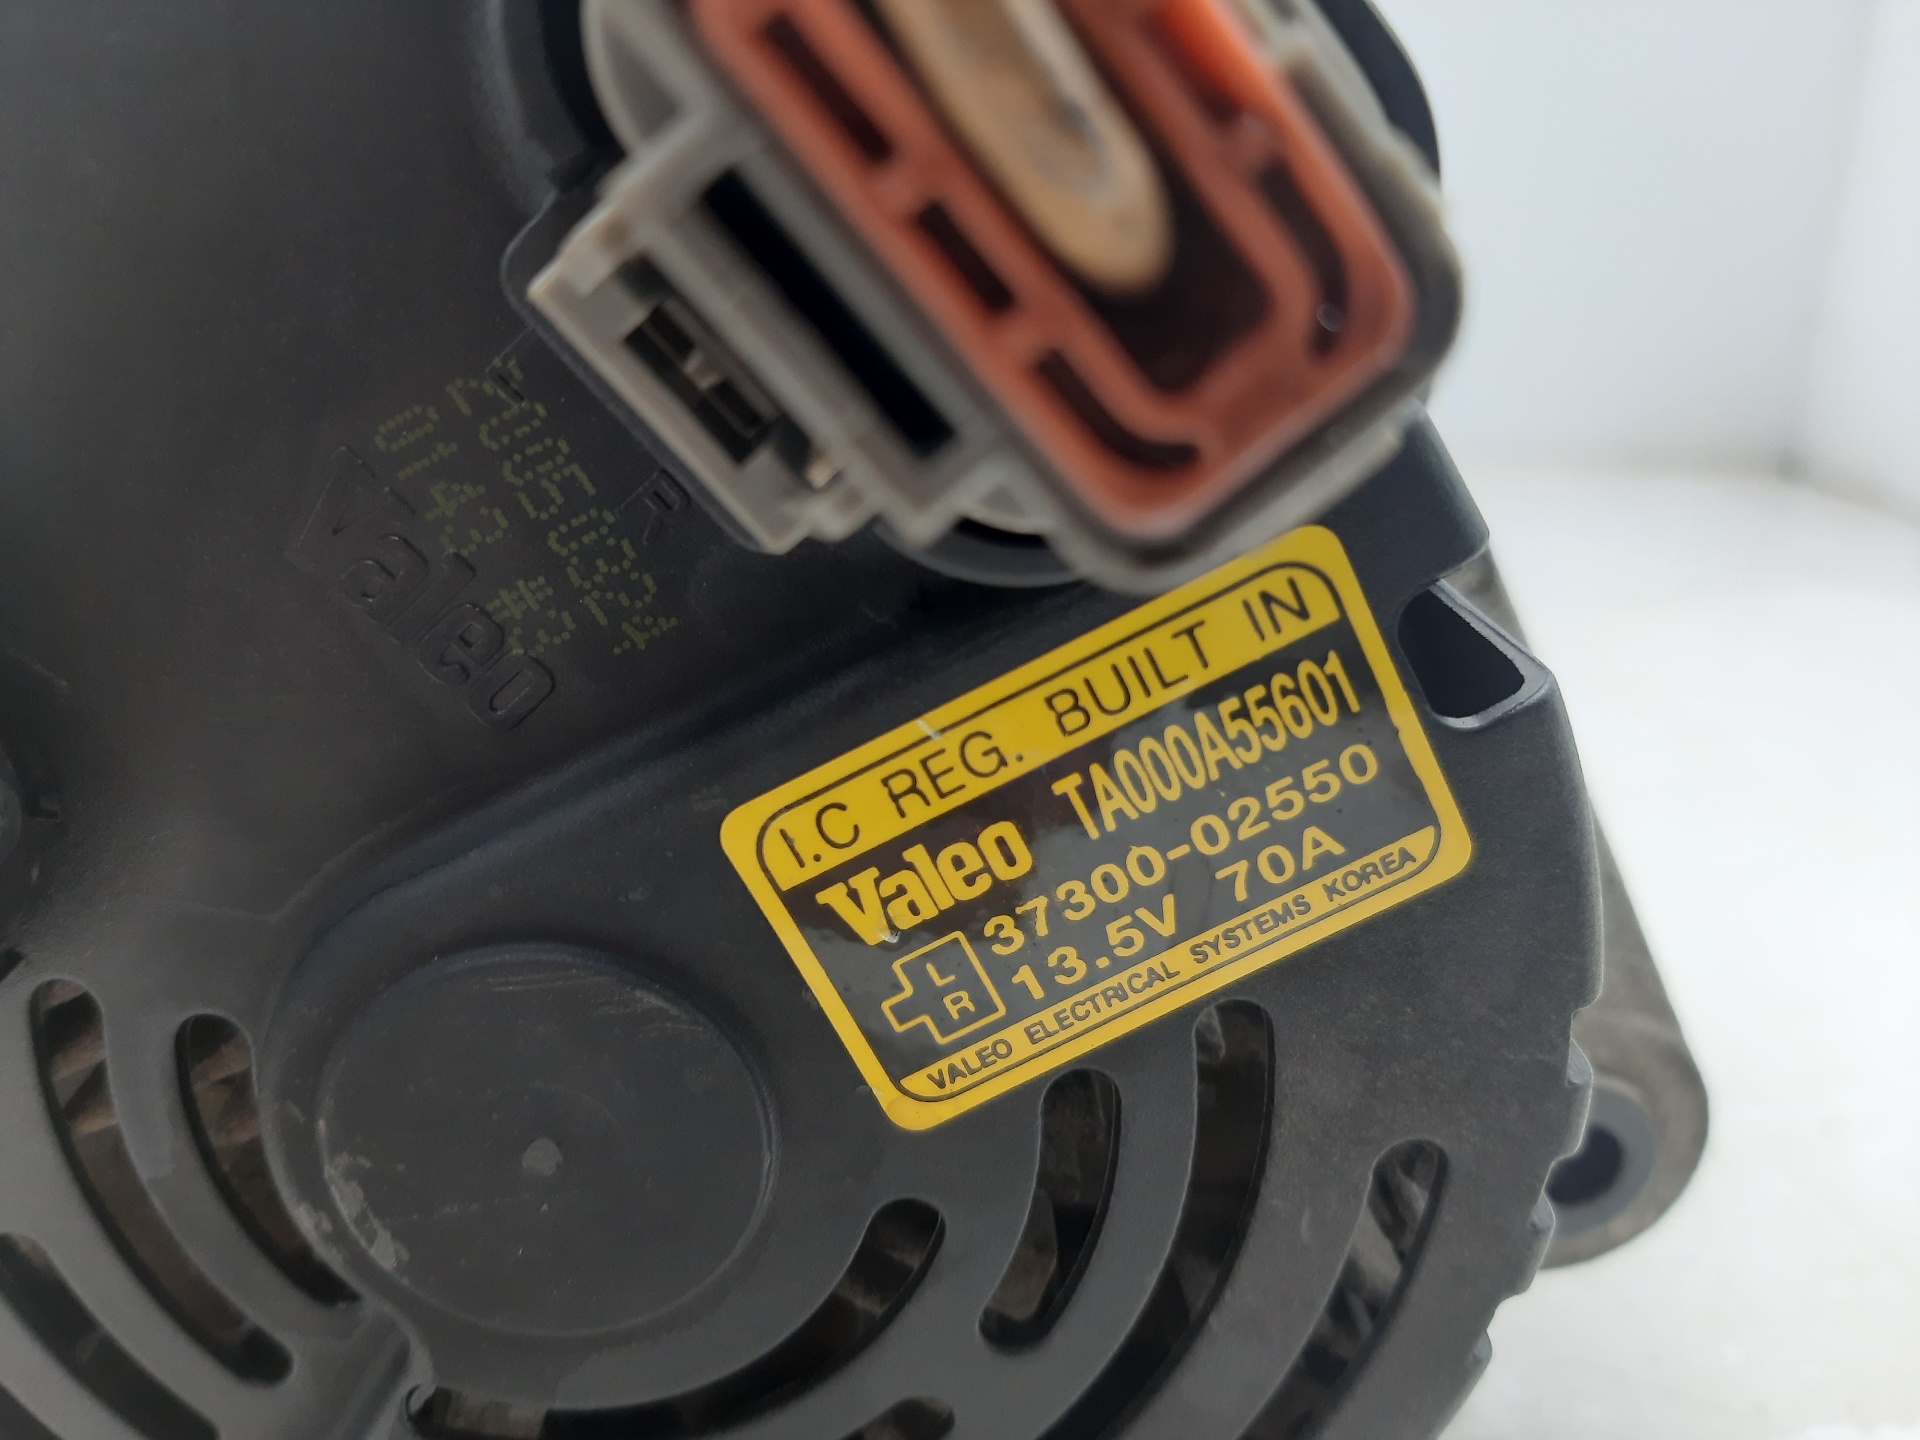 Valeo
I.C REG. BUILT IN
Valeo TA000A55601
37300-02550
L
R
13.5V 70A
VALEO ELECTRICAL SYSTEMS KOREA